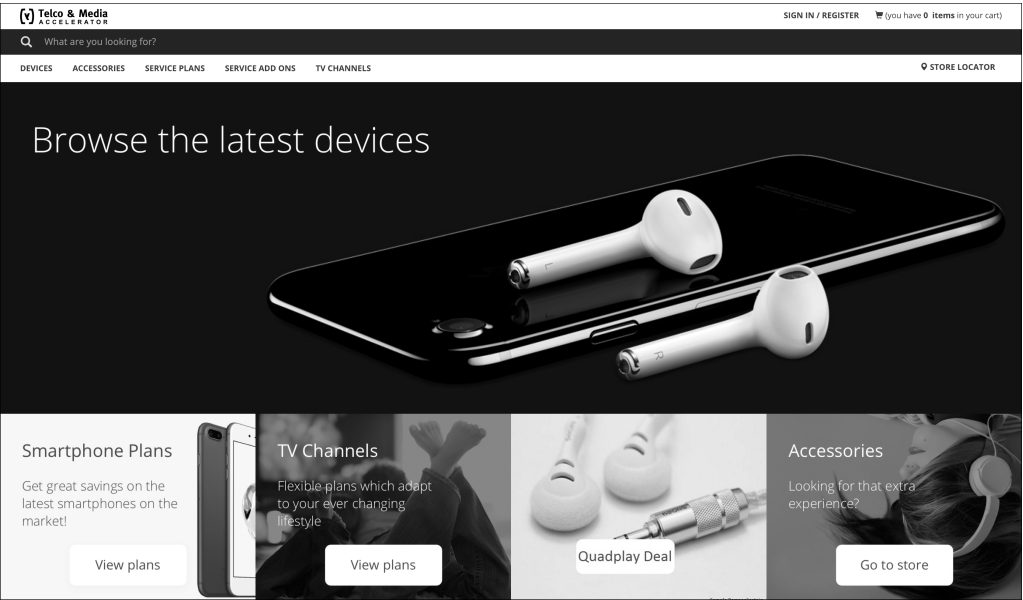 Telco & Media
ACCELERATOR
SIGN IN / REGISTER
(you have 0 items in your cart)
What are you looking for?
DEVICES
ACCESSORIES
SERVICE PLANS
SERVICE ADD ONS
TV CHANNELS
STORE LOCATOR
Browse the latest devices
L
R
Smartphone Plans
Get great savings on the
latest smartphones on the
market!
View plans
TV Channels
Flexible plans which adapt
to your ever changing
lifestyle
View plans
Quadplay Deal
Accessories
Looking for that extra
experience?
Go to store